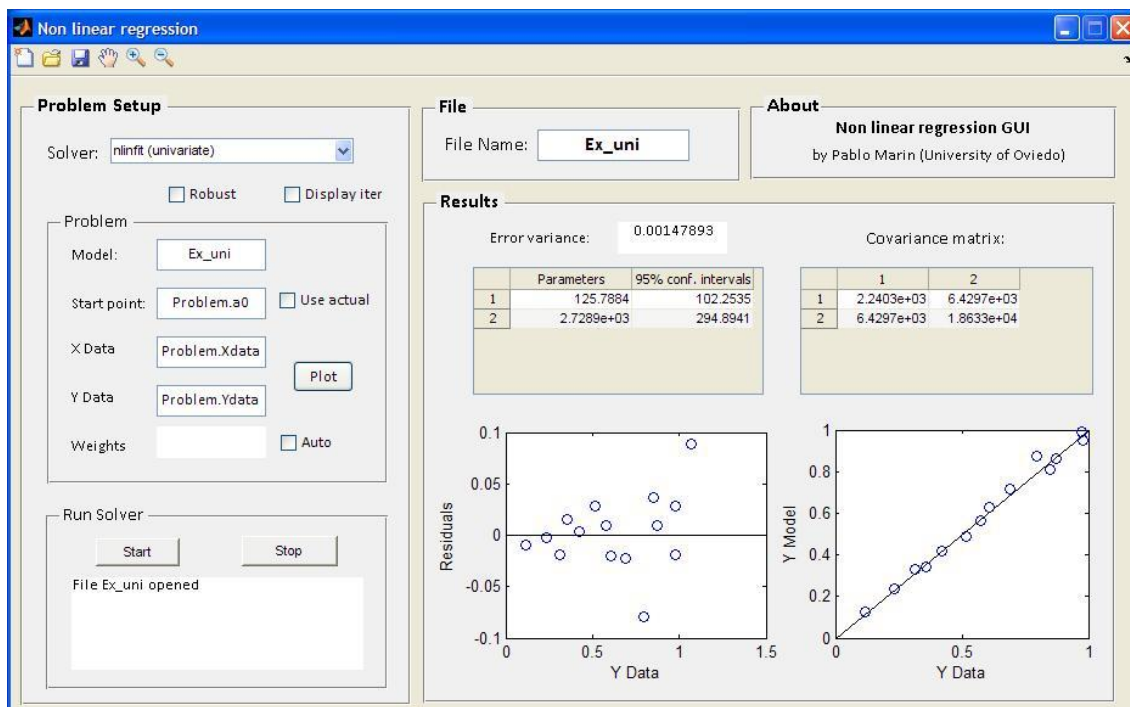 Non linear regression
Problem Setup
Solver:
nlinfit (univariate)
Robust
Display iter
Problem
Model:
Ex_uni
Start point:
Problem.a0
Use actual
X Data
Problem.Xdata
Plot
Y Data
Problem.Ydata
Weights
Auto
Run Solver
Start
Stop
File Ex_uni opened
File
File Name:
Ex_uni
About
Non linear regression GUI
by Pablo Marin (University of Oviedo)
Results
Error variance:
0.00147893
Covariance matrix:
Parameters 95% conf. intervals
1 125.7884 102.2535
2 2.7289e+03 294.8941
1 2
1 2.2403e+03 6.4297e+03
2 6.4297e+03 1.8633e+04
0.1
0.05
0
-0.05
-0.1
Residuals
0 0.5 1 1.5
Y Data
1
0.8
0.6
0.4
0.2
0
Y Model
0 0.5 1
Y Data